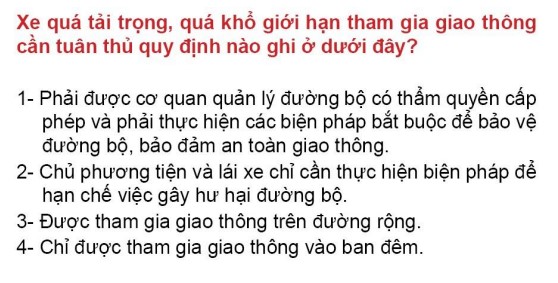 Xe quá tải trọng, quá khổ giới hạn tham gia giao thông
cần tuân thủ quy định nào ghi ở dưới đây?
1- Phải được cơ quan quản lý đường bộ có thẩm quyền cấp
phép và phải thực hiện các biện pháp bắt buộc để bảo vệ
đường bộ, bảo đảm an toàn giao thông.
2- Chủ phương tiện và lái xe chỉ cần thực hiện biện pháp để
hạn chế việc gây hư hại đường bộ.
3- Được tham gia giao thông trên đường rộng.
4- Chỉ được tham gia giao thông vào ban đêm.